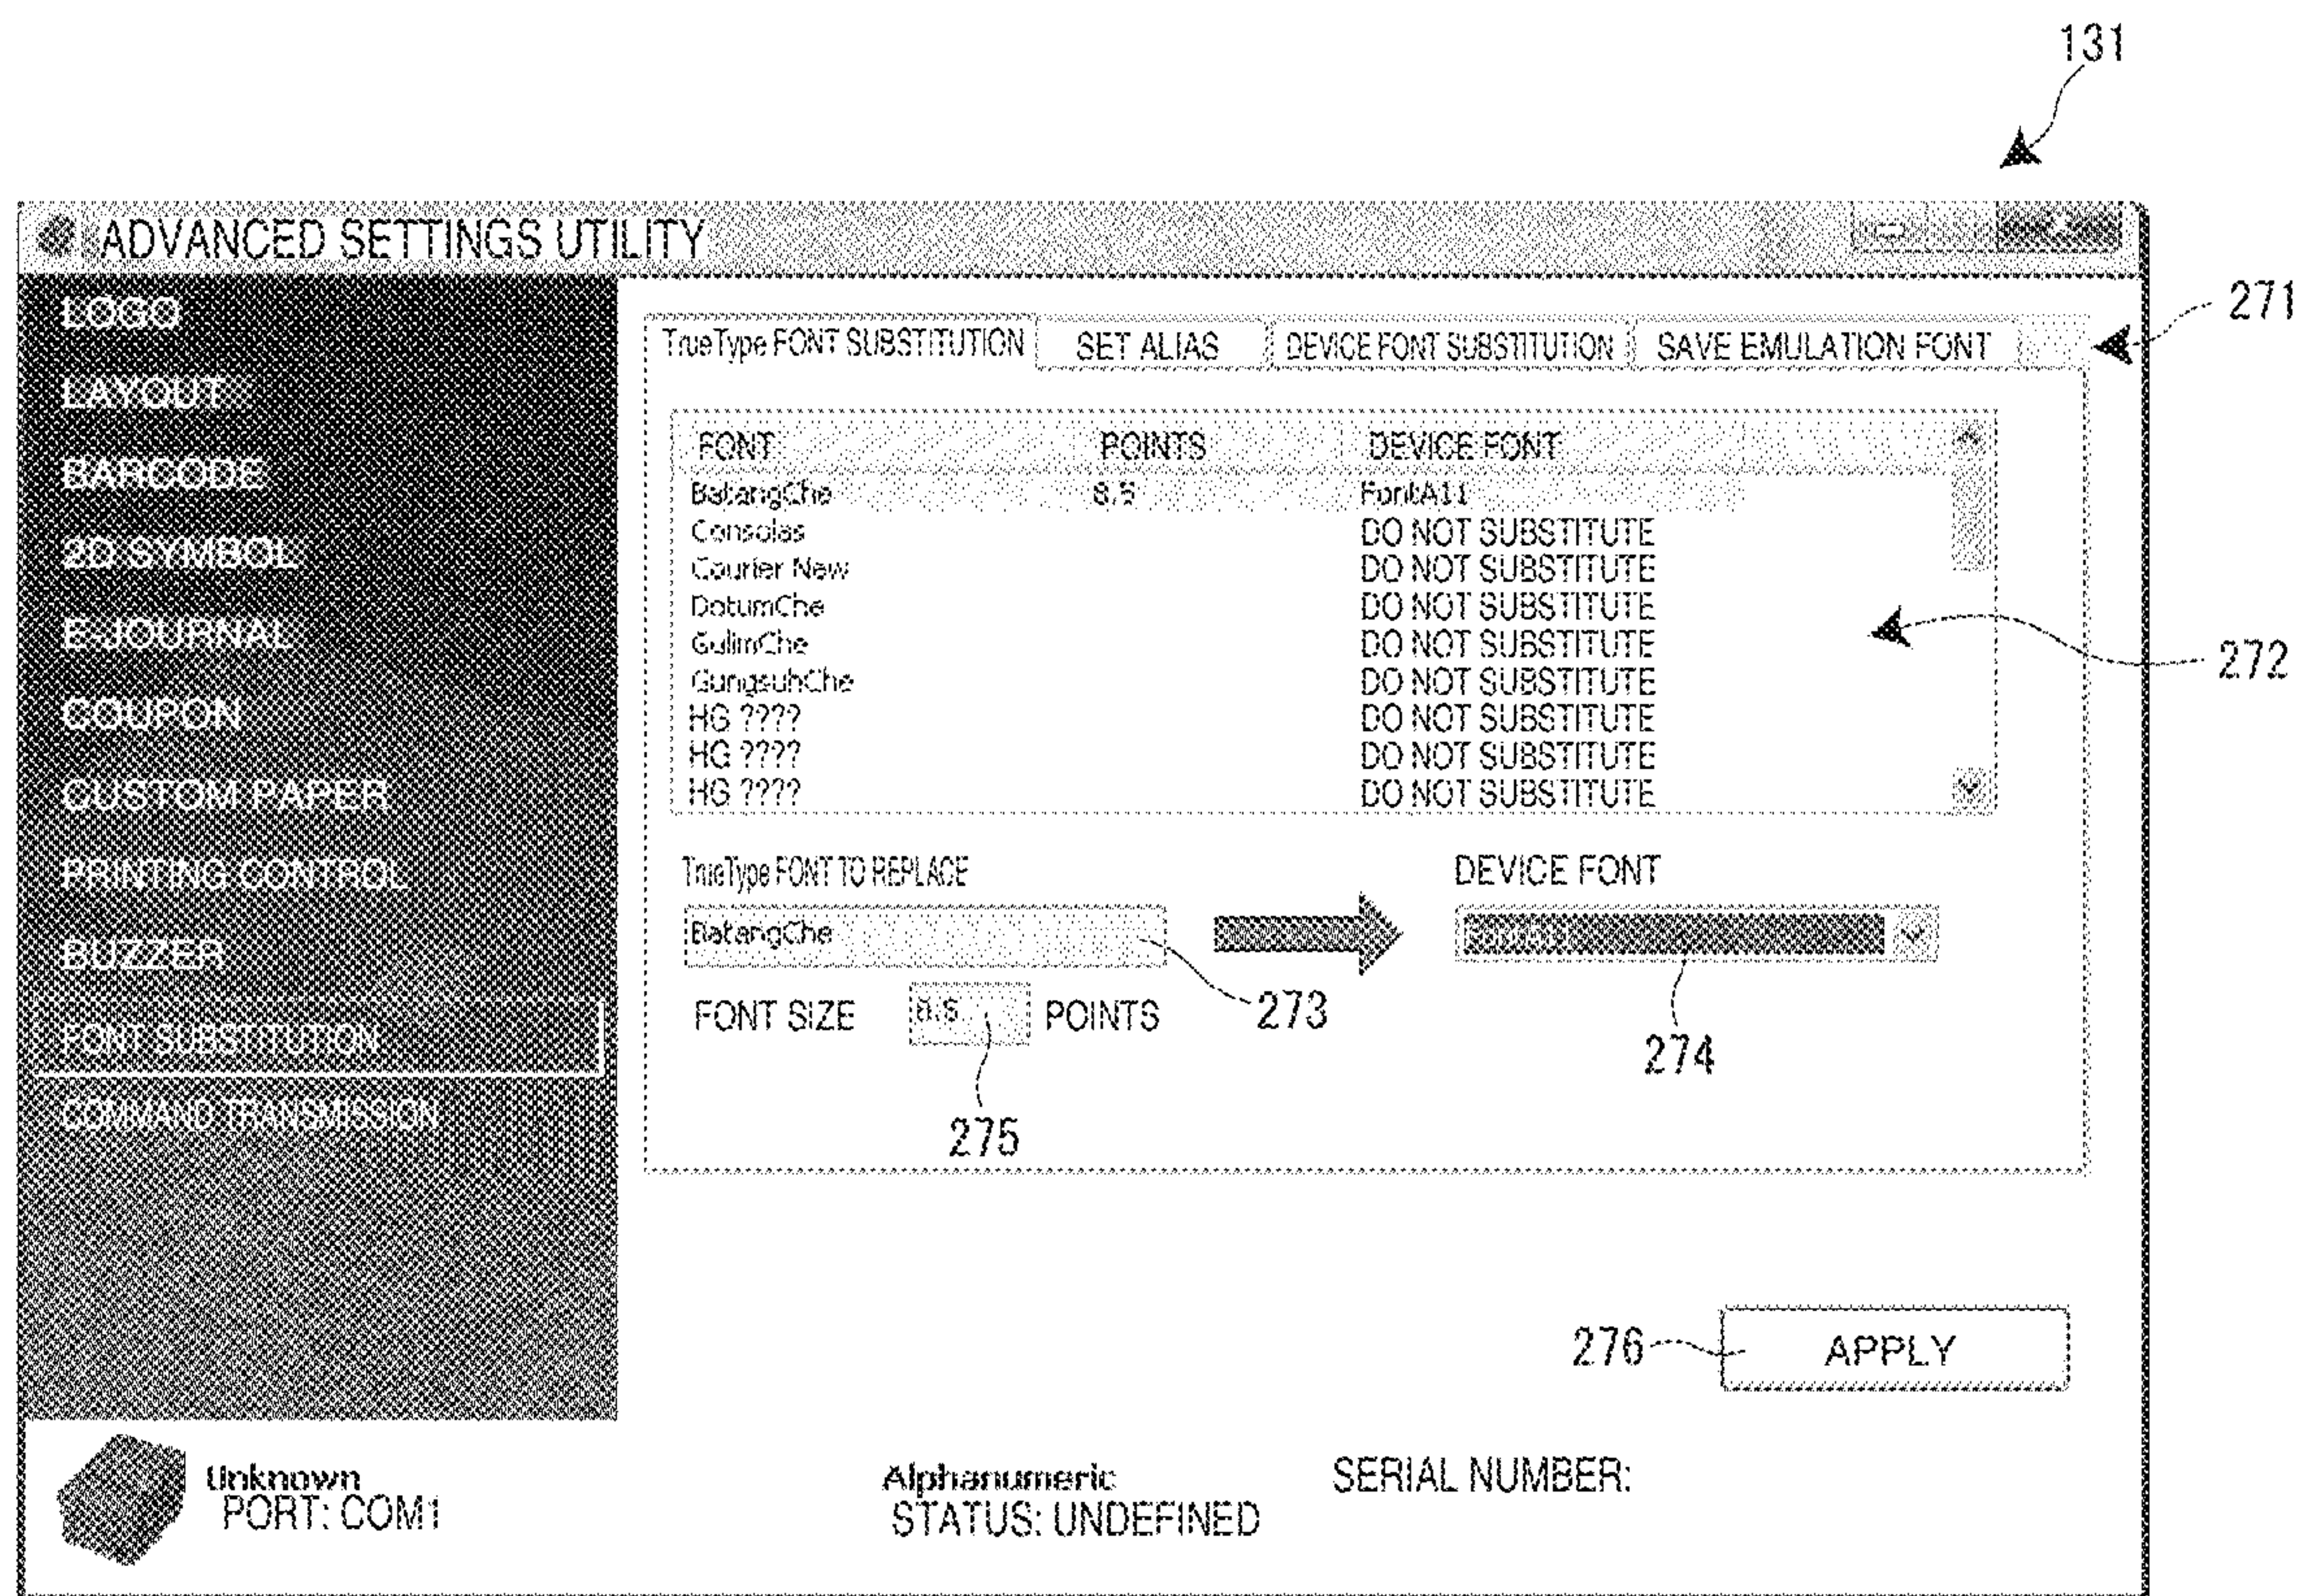 131
ADVANCED SETTINGS UTILITY
LOGO
LAYOUT
BARCODE
2D SYMBOL
E-JOURNAL
COUPON
CUSTOM PAPER
PRINTING CONTROL
BUZZER
FONT SUBSTITUTION
COMMAND TRANSMISSION
271
TrueType FONT SUBSTITUTION SET ALIAS DEVICE FONT SUBSTITUTION SAVE EMULATION FONT
FONT POINTS DEVICE FONT
BatangChe 8.5 FontA11
Consolas DO NOT SUBSTITUTE
Courier New DO NOT SUBSTITUTE
DotumChe DO NOT SUBSTITUTE
GulimChe DO NOT SUBSTITUTE
GungsuhChe DO NOT SUBSTITUTE
HG ???? DO NOT SUBSTITUTE
HG ???? DO NOT SUBSTITUTE
HG ???? DO NOT SUBSTITUTE
272
TrueType FONT TO REPLACE DEVICE FONT
BatangChe FontA11
FONT SIZE 8.5 POINTS
273
274
275
276
APPLY
Unknown
PORT: COM1
Alphanumeric
STATUS: UNDEFINED
SERIAL NUMBER: